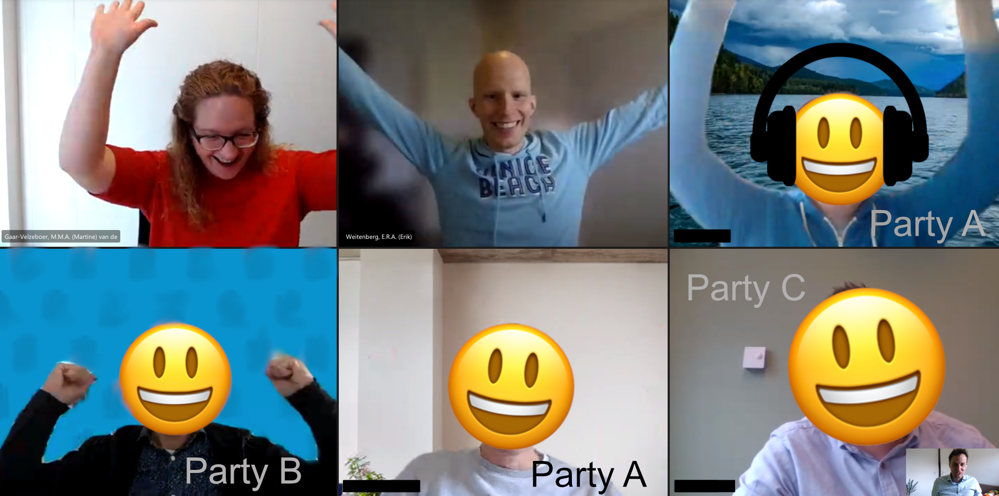 Gaar-Velzeboer, M.M.A. (Martine) van de
VENICE
BEACH
Weitenberg, E.R.A. (Erik)
Party A
Party B
Party A
Party C